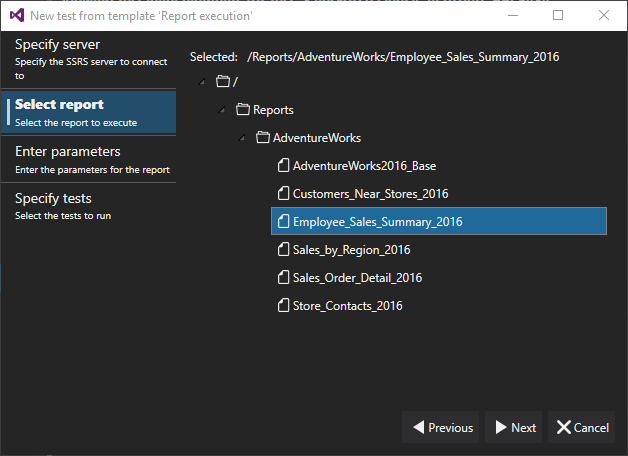 New test from template 'Report execution'
Specify server
Specify the SSRS server to connect
to
Select report
Select the report to execute
Enter parameters
Enter the parameters for the report
Specify tests
Select the tests to run
Selected: /Reports/AdventureWorks/Employee_Sales_Summary_2016
/
Reports
AdventureWorks
AdventureWorks2016_Base
Customers_Near_Stores_2016
Employee_Sales_Summary_2016
Sales_by_Region_2016
Sales_Order_Detail_2016
Store_Contacts_2016
Previous
Next
Cancel